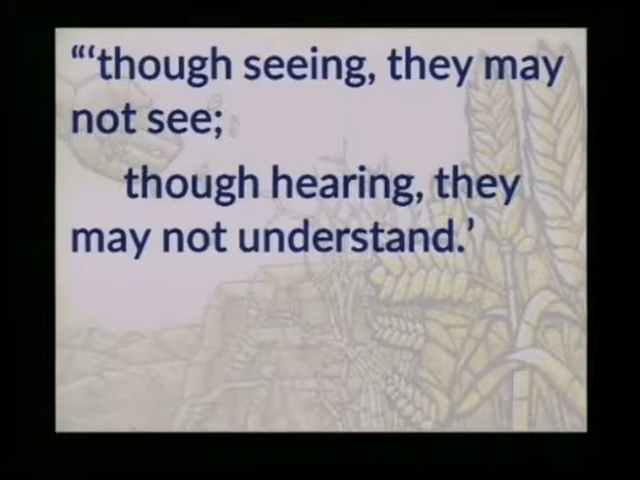 “‘though seeing, they may
not see;
though hearing, they
may not understand.’